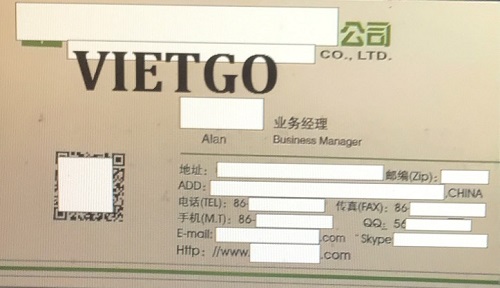 公司
CO., LTD.
VIETGO
业务经理
Alan Business Manager
地址: 邮编(Zip):
ADD: ,CHINA
电话(TEL): 86- 传真(FAX): 86-
手机(M.T): 86- QQ: 56
E-mail: .com Skype
Http: //www. .com